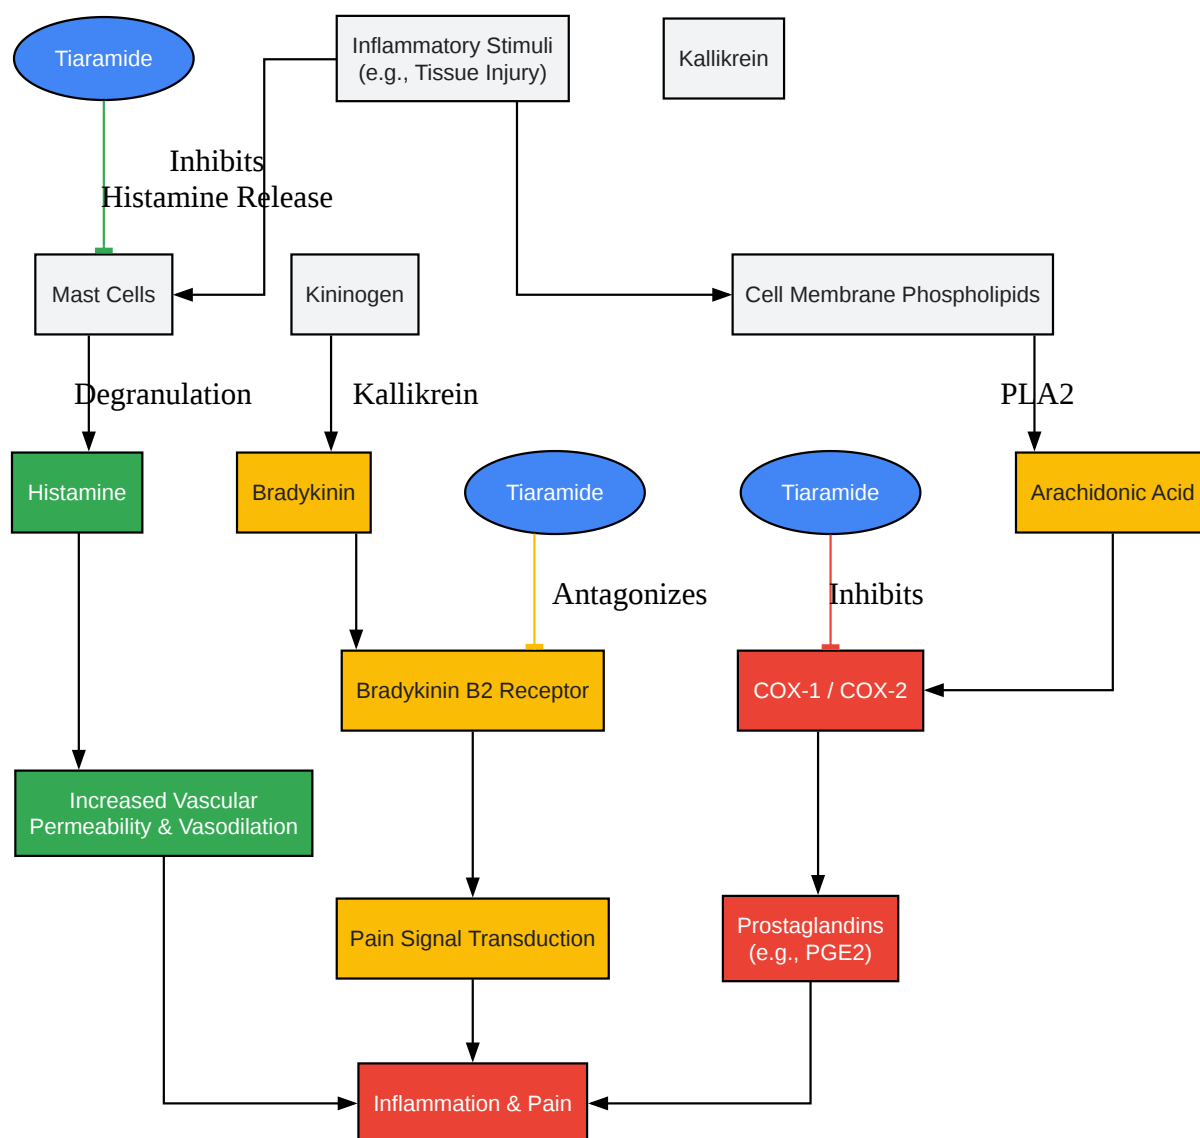 Tiaramide
Inflammatory Stimuli
(e.g., Tissue Injury)
Kallikrein
Inhibits
Histamine Release
Mast Cells
Kininogen
Cell Membrane Phospholipids
Degranulation
Kallikrein
PLA2
Histamine
Bradykinin
Tiaramide
Tiaramide
Arachidonic Acid
Antagonizes
Inhibits
Bradykinin B2 Receptor
COX-1 / COX-2
Increased Vascular
Permeability & Vasodilation
Pain Signal Transduction
Prostaglandins
(e.g., PGE2)
Inflammation & Pain